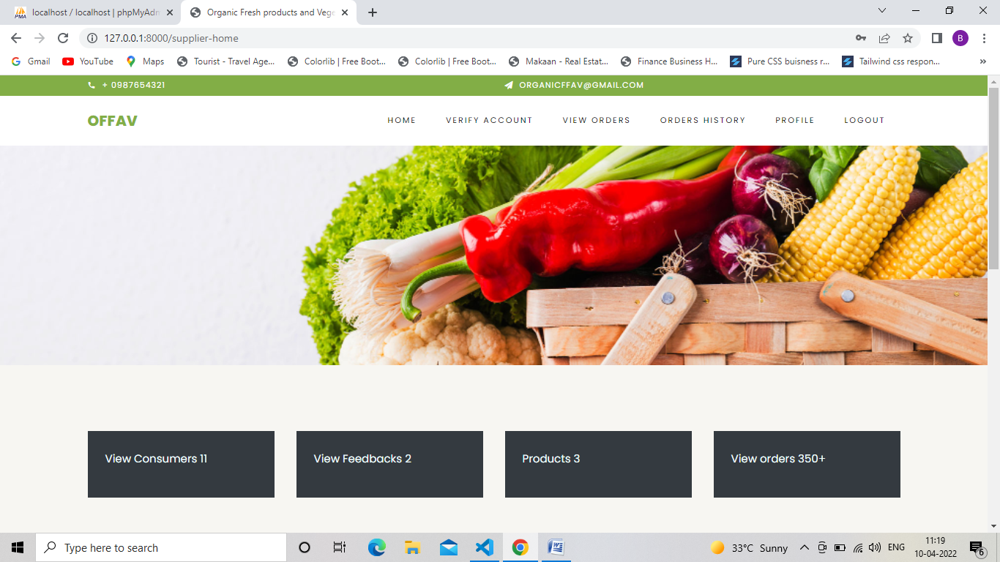 localhost / localhost | phpMyAdm
Organic Fresh products and Vege
127.0.0.1:8000/supplier-home
B
Gmail
YouTube
Maps
Tourist - Travel Age...
Colorlib | Free Boot...
Colorlib | Free Boot...
Makaan - Real Estat...
Finance Business H...
Pure CSS buisness r...
Tailwind css respon...
»
+ 0987654321
ORGANICFFAV@GMAIL.COM
OFFAV
HOME
VERIFY ACCOUNT
VIEW ORDERS
ORDERS HISTORY
PROFILE
LOGOUT
View Consumers 11
View Feedbacks 2
Products 3
View orders 350+
Type here to search
33°C Sunny
ENG
11:19
10-04-2022
6